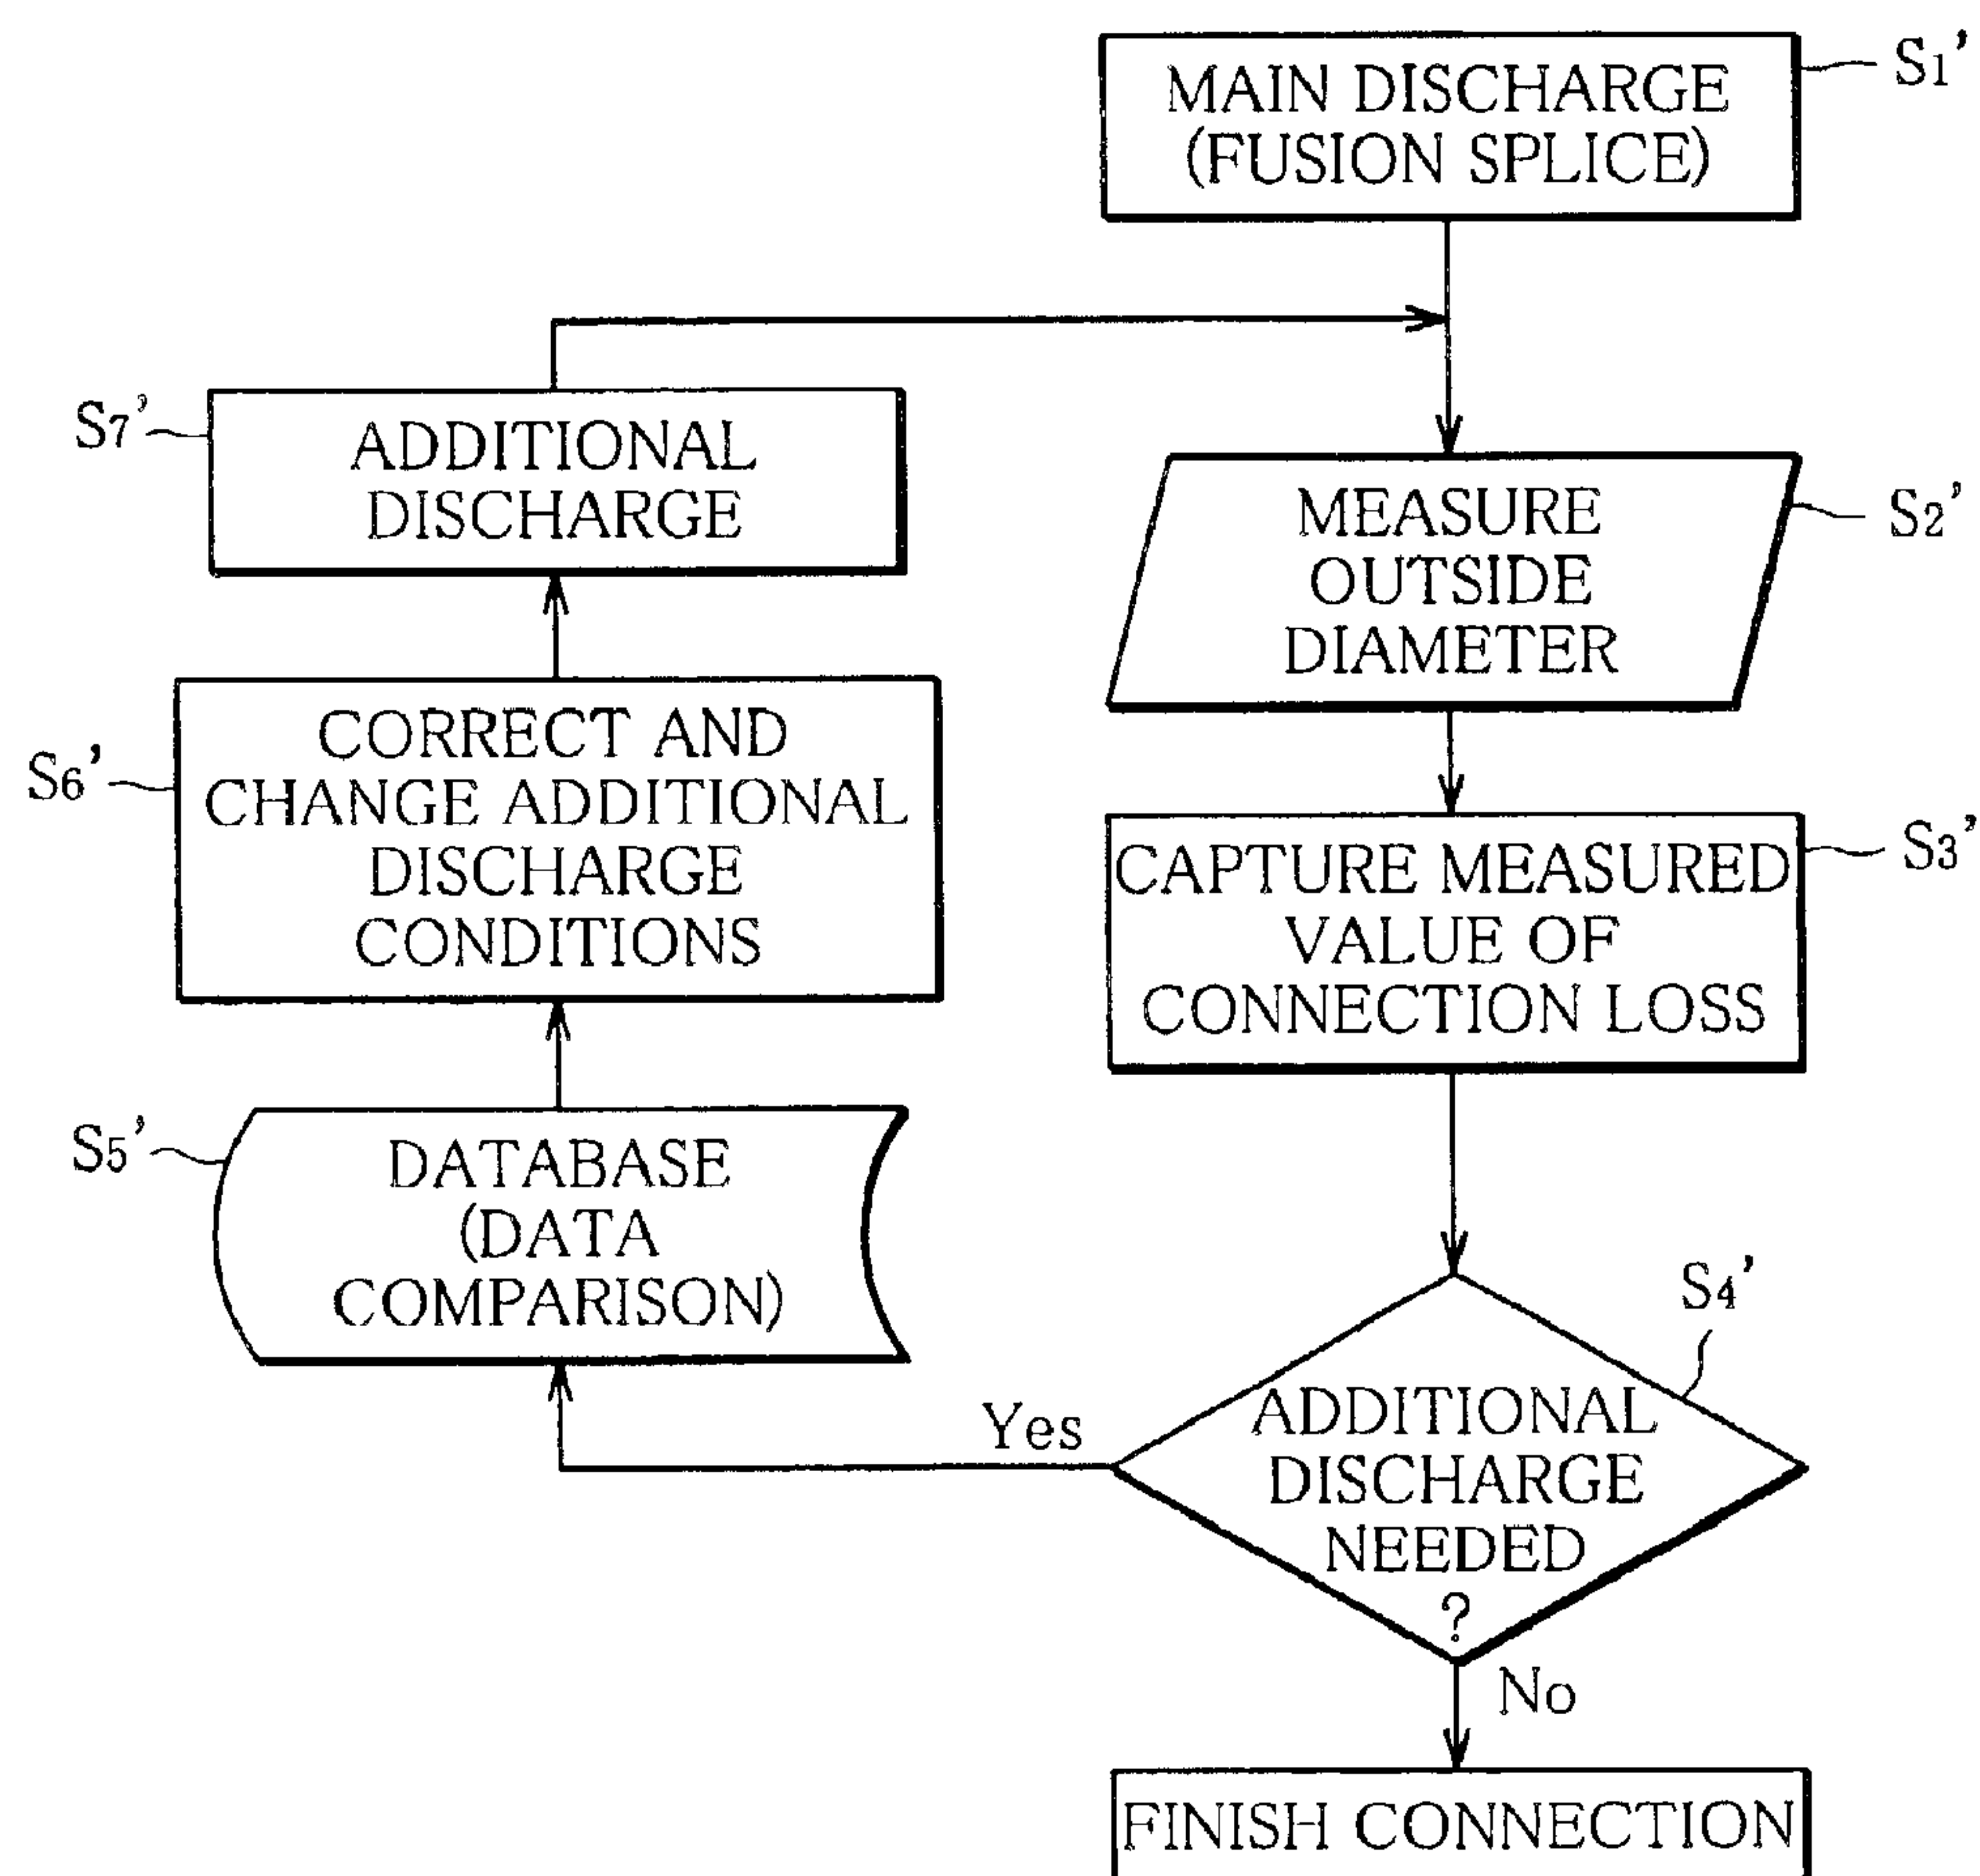 MAIN DISCHARGE
(FUSION SPLICE)
S1'
S7'
ADDITIONAL
DISCHARGE
MEASURE
OUTSIDE
DIAMETER
S2'
S6'
CORRECT AND
CHANGE ADDITIONAL
DISCHARGE
CONDITIONS
CAPTURE MEASURED
VALUE OF
CONNECTION LOSS
S3'
S5'
DATABASE
(DATA
COMPARISON)
S4'
Yes
ADDITIONAL
DISCHARGE
NEEDED
?
No
FINISH CONNECTION